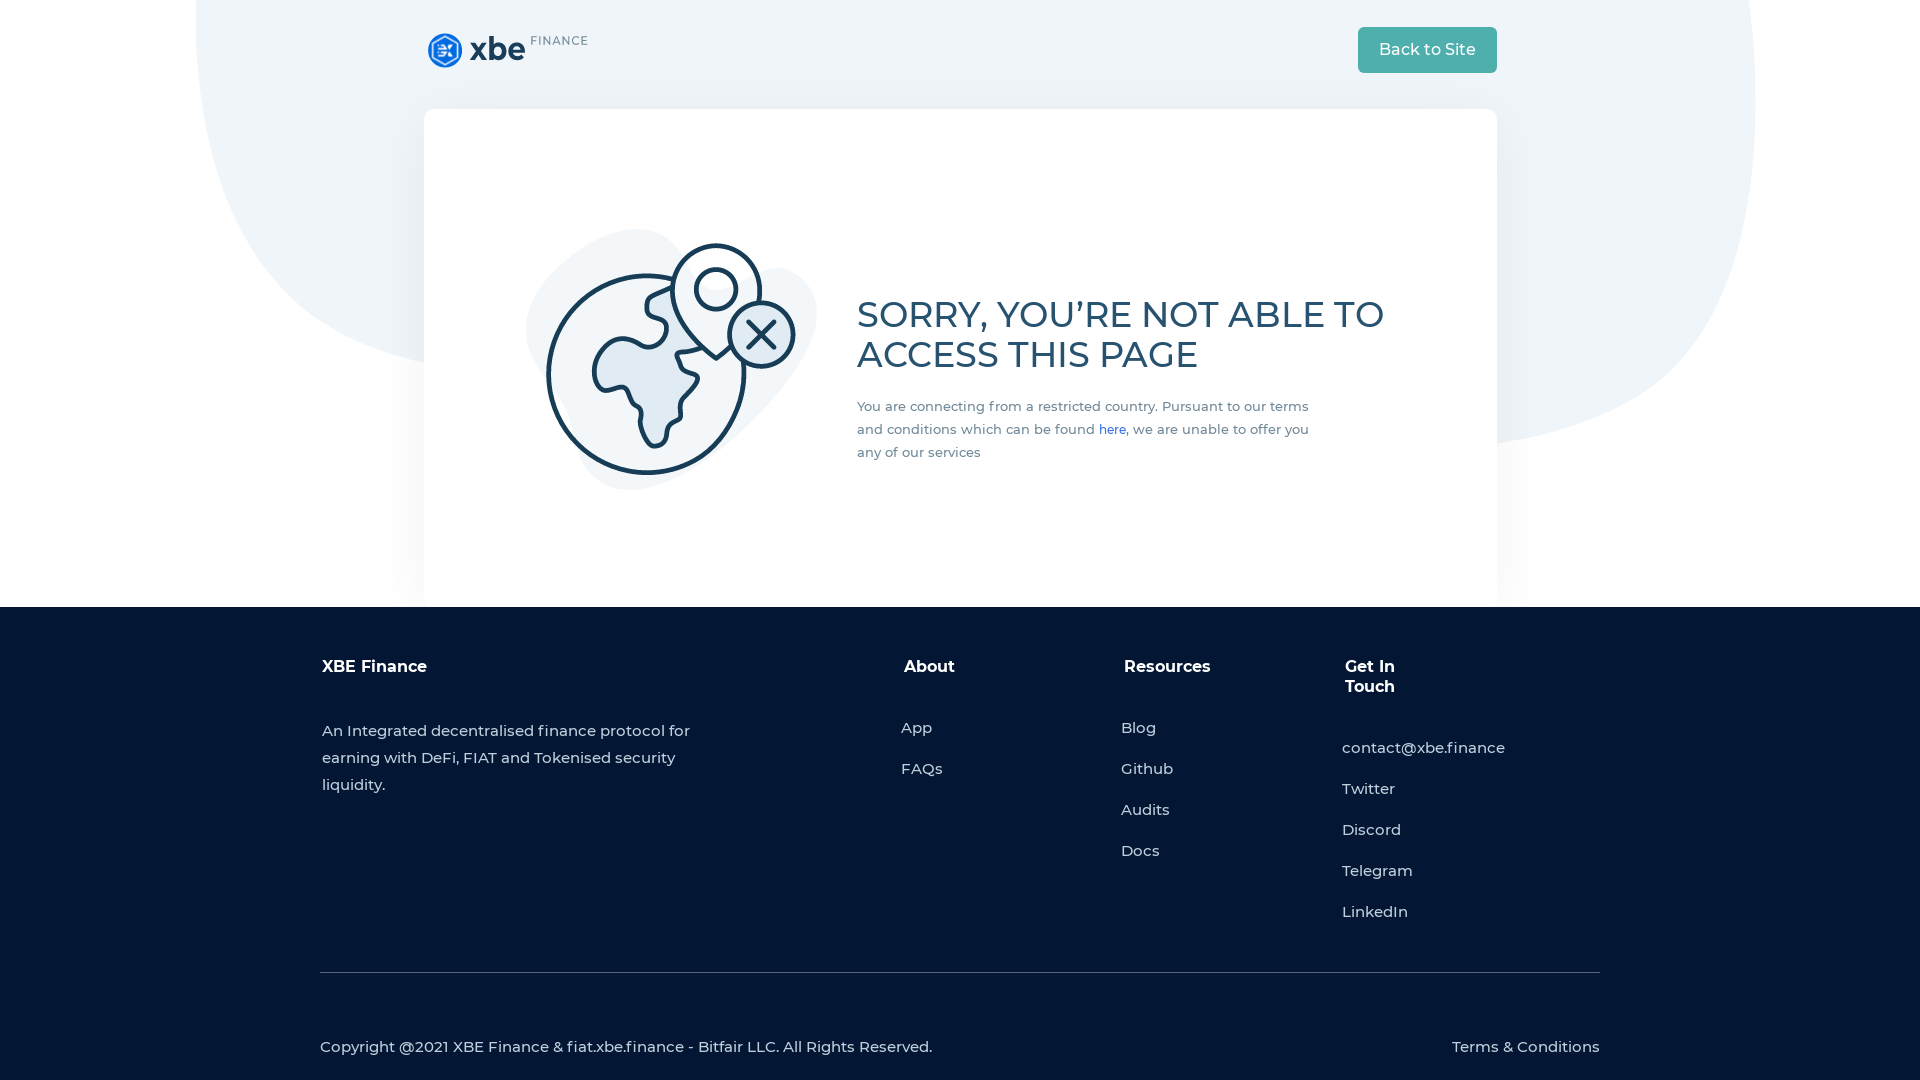 xbe FINANCE
Back to Site
SORRY, YOU’RE NOT ABLE TO
ACCESS THIS PAGE
You are connecting from a restricted country. Pursuant to our terms
and conditions which can be found here, we are unable to offer you
any of our services
XBE Finance
An Integrated decentralised finance protocol for
earning with DeFi, FIAT and Tokenised security
liquidity.
About
App
FAQs
Resources
Blog
Github
Audits
Docs
Get In
Touch
contact@xbe.finance
Twitter
Discord
Telegram
LinkedIn
Copyright @2021 XBE Finance & fiat.xbe.finance - Bitfair LLC. All Rights Reserved.
Terms & Conditions